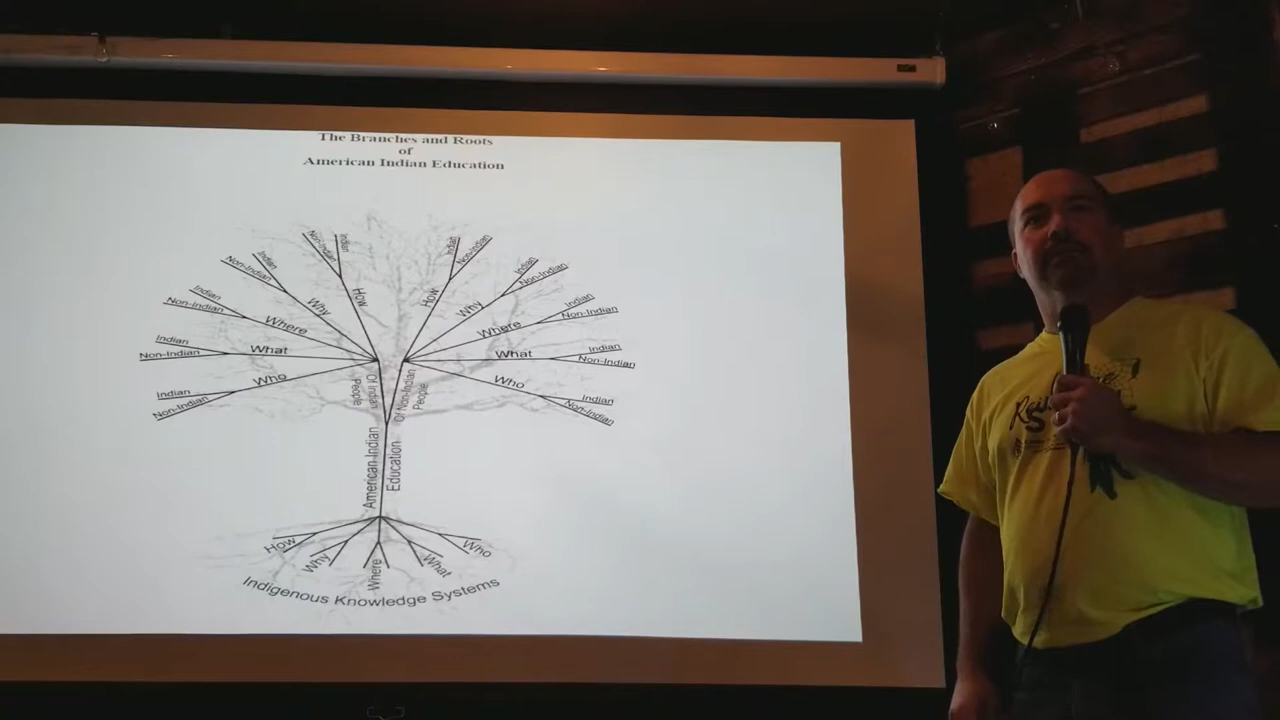 The Branches and Roots
of
American Indian Education
Non-Indian
Indian
How
Indian
Non-Indian
Why
Indian
Non-Indian
Where
Indian
Non-Indian
What
Indian
Non-Indian
Who
Indian
Non-Indian
How
Indian
Non-Indian
Why
Indian
Non-Indian
Where
Indian
Non-Indian
What
Indian
Non-Indian
Who
Indian
Non-Indian
Of Indian
People
Of Non-Indian
People
American Indian
Education
How
Why
Where
What
Who
Indigenous Knowledge Systems